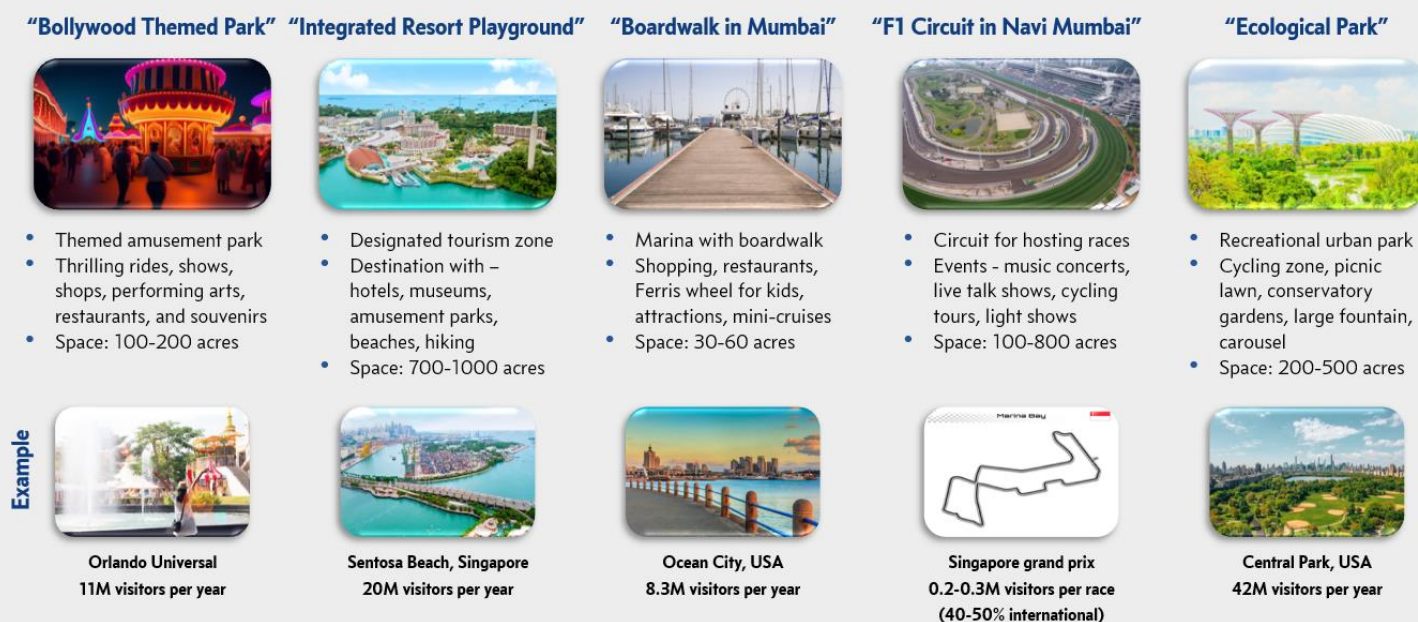 “Bollywood Themed Park”
• Themed amusement park
• Thrilling rides, shows,
shops, performing arts,
restaurants, and souvenirs
• Space: 100-200 acres
“Integrated Resort Playground”
• Designated tourism zone
• Destination with –
hotels, museums,
amusement parks,
beaches, hiking
• Space: 700-1000 acres
“Boardwalk in Mumbai”
• Marina with boardwalk
• Shopping, restaurants,
Ferris wheel for kids,
attractions, mini-cruises
• Space: 30-60 acres
“F1 Circuit in Navi Mumbai”
• Circuit for hosting races
• Events - music concerts,
live talk shows, cycling
tours, light shows
• Space: 100-800 acres
“Ecological Park”
• Recreational urban park
• Cycling zone, picnic
lawn, conservatory
gardens, large fountain,
carousel
• Space: 200-500 acres
Example
Orlando Universal
11M visitors per year
Sentosa Beach, Singapore
20M visitors per year
Ocean City, USA
8.3M visitors per year
Marina Bay
Singapore grand prix
0.2-0.3M visitors per race
(40-50% international)
Central Park, USA
42M visitors per year